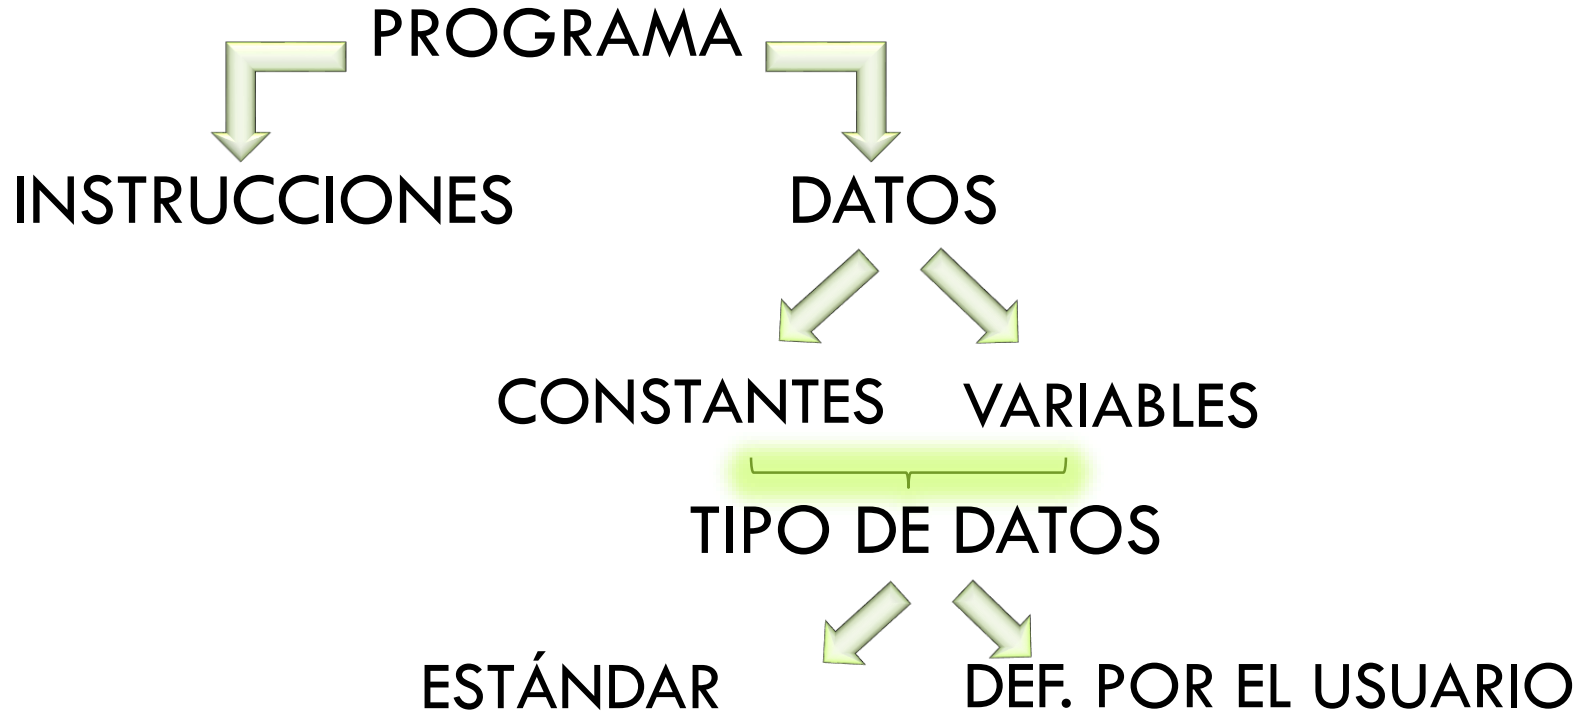 PROGRAMA
INSTRUCCIONES
DATOS
CONSTANTES
VARIABLES
TIPO DE DATOS
ESTÁNDAR
DEF. POR EL USUARIO